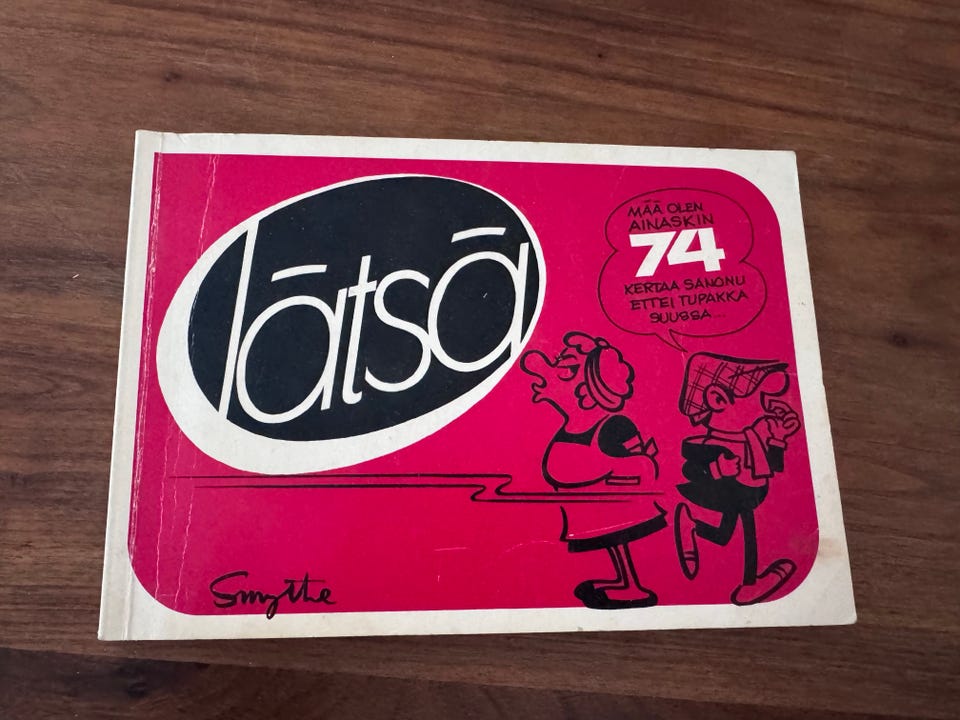 lätsä
MÄÄ OLEN
AINASKIN
74
KERTAA SANONU
ETTEI TUPAKKA
SUUSSA...
Smythe